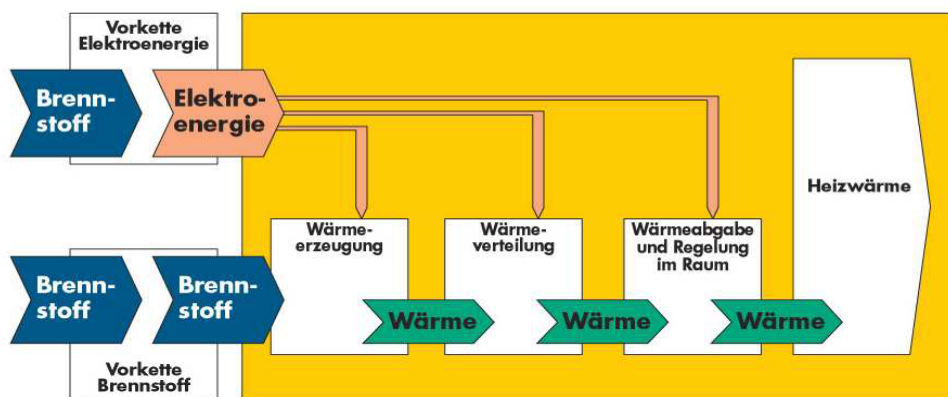 Vorkette
Elektroenergie
Brenn-
stoff
Elektro-
energie
Heizwärme
Wärme-
erzeugung
Wärme-
verteilung
Wärmeabgabe
und Regelung
im Raum
Brenn-
stoff
Brenn-
stoff
Wärme
Wärme
Wärme
Vorkette
Brennstoff